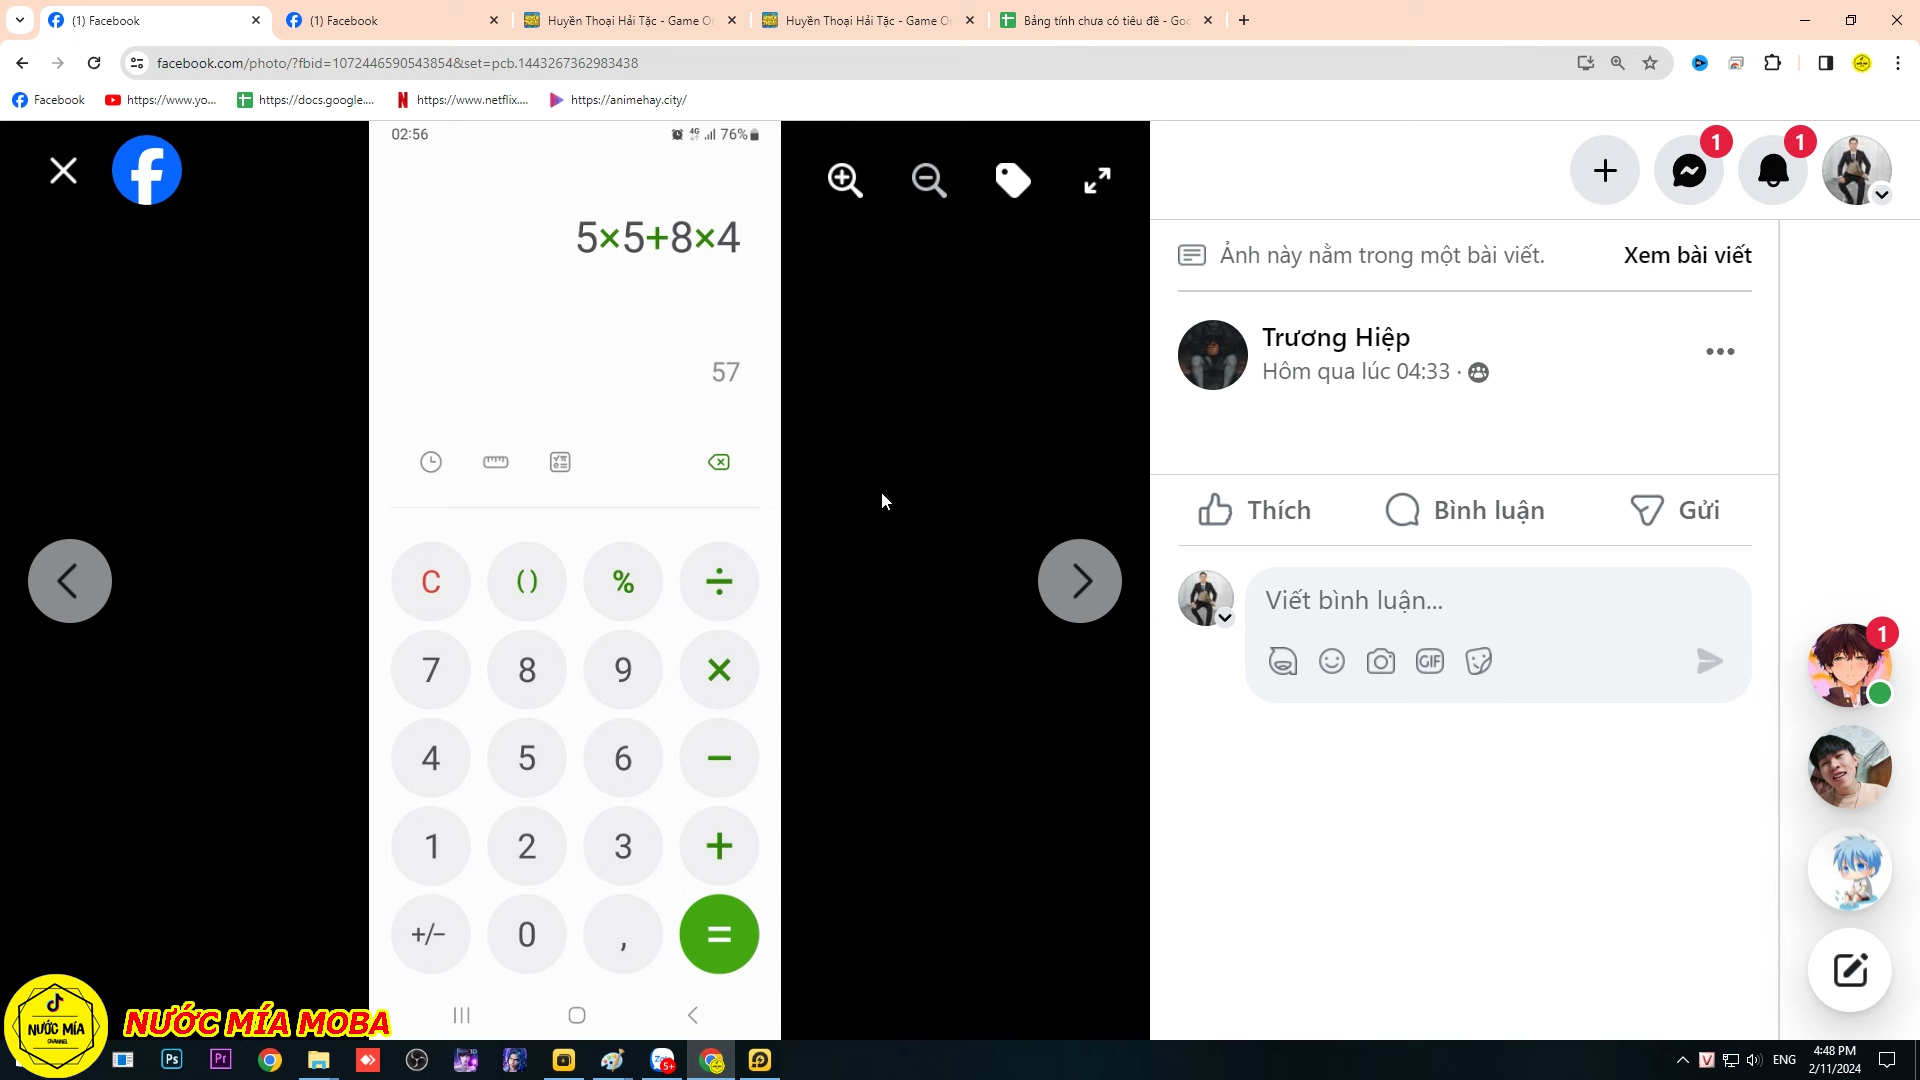 (1) Facebook
(1) Facebook
Huyền Thoại Hải Tặc - Game O
Huyền Thoại Hải Tặc - Game O
Bảng tính chưa có tiêu đề - Goo
facebook.com/photo/?fbid=1072446590543854&set=pcb.1443267362983438
Facebook
https://www.yo...
https://docs.google....
https://www.netflix....
https://animehay.city/
02:56
4G
76%
5×5+8×4
57
C
()
%
÷
7
8
9
×
4
5
6
−
1
2
3
+
+/−
0
,
=
1
1
Ảnh này nằm trong một bài viết.
Xem bài viết
Trương Hiệp
Hôm qua lúc 04:33 ·
Thích
Bình luận
Gửi
Viết bình luận...
GIF
1
NƯỚC MÍA
CHANNEL
NƯỚC MÍA MOBA
Ps
Pr
5+
ENG
4:48 PM
2/11/2024